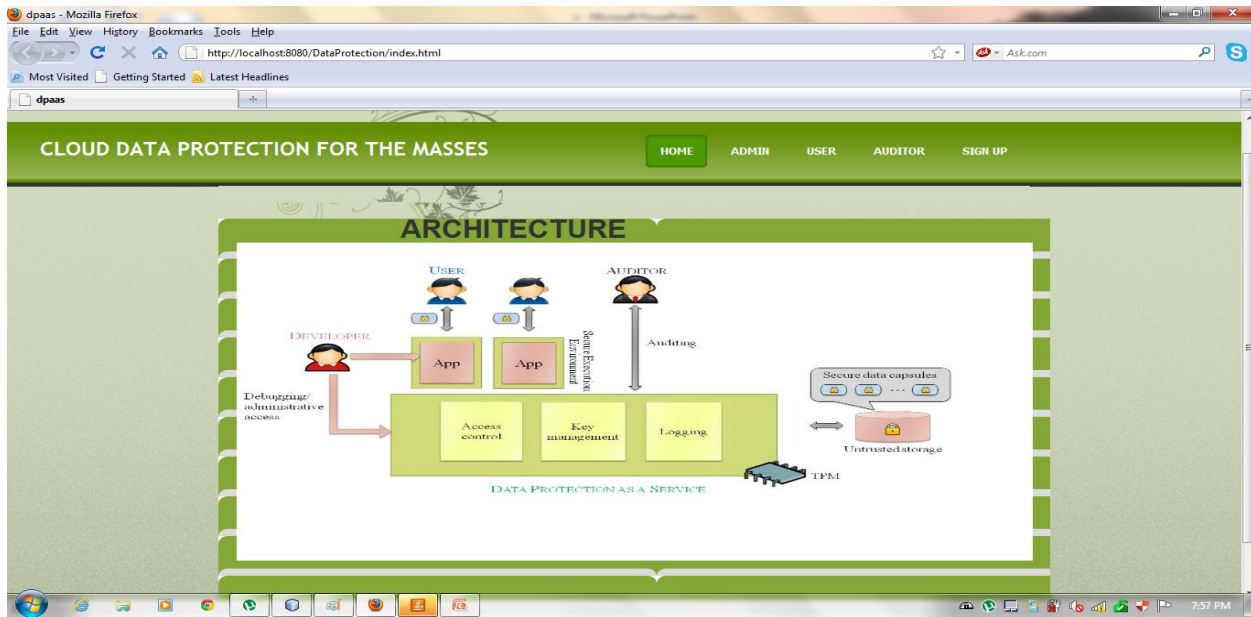 dpaas - Mozilla Firefox
File Edit View History Bookmarks Tools Help
http://localhost:8080/DataProtection/index.html
Ask.com
Most Visited Getting Started Latest Headlines
dpaas
CLOUD DATA PROTECTION FOR THE MASSES
HOME ADMIN USER AUDITOR SIGN UP
ARCHITECTURE
USER
AUDITOR
DEVELOPER
App
App
Secure Execution
Environment
Auditing
Debugging/
administrative
access
Secure data capsules
...
Access
control
Key
management
Logging
Untrusted storage
TPM
DATA PROTECTION AS A SERVICE
7:57 PM